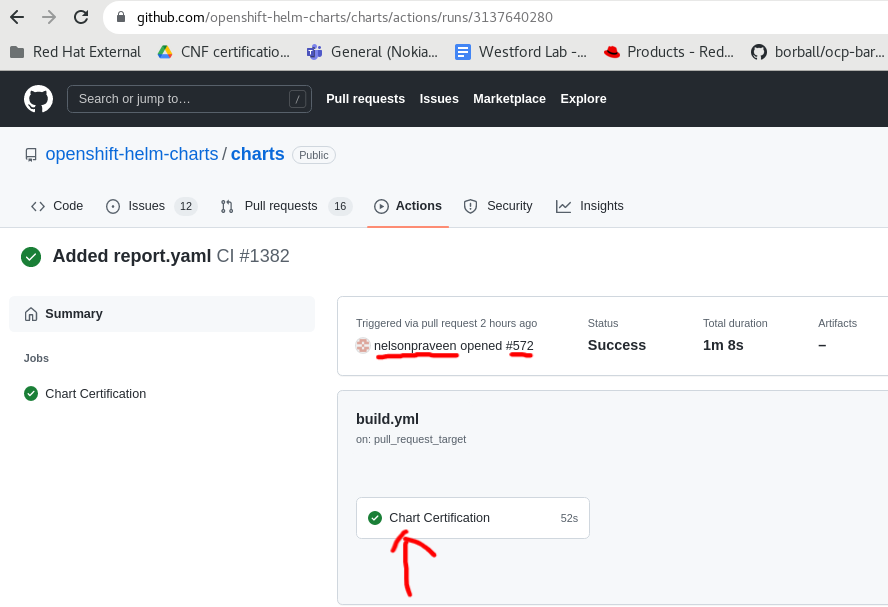 github.com/openshift-helm-charts/charts/actions/runs/3137640280
Red Hat External CNF certificatio... General (Nokia... Westford Lab -... Products - Red... borball/ocp-bar...
Search or jump to… / Pull requests Issues Marketplace Explore
openshift-helm-charts / charts Public
Code Issues 12 Pull requests 16 Actions Security Insights
Added report.yaml CI #1382
Summary
Jobs
Chart Certification
Triggered via pull request 2 hours ago Status Total duration Artifacts
nelsonpraveen opened #572 Success 1m 8s –
build.yml
on: pull_request_target
Chart Certification 52s